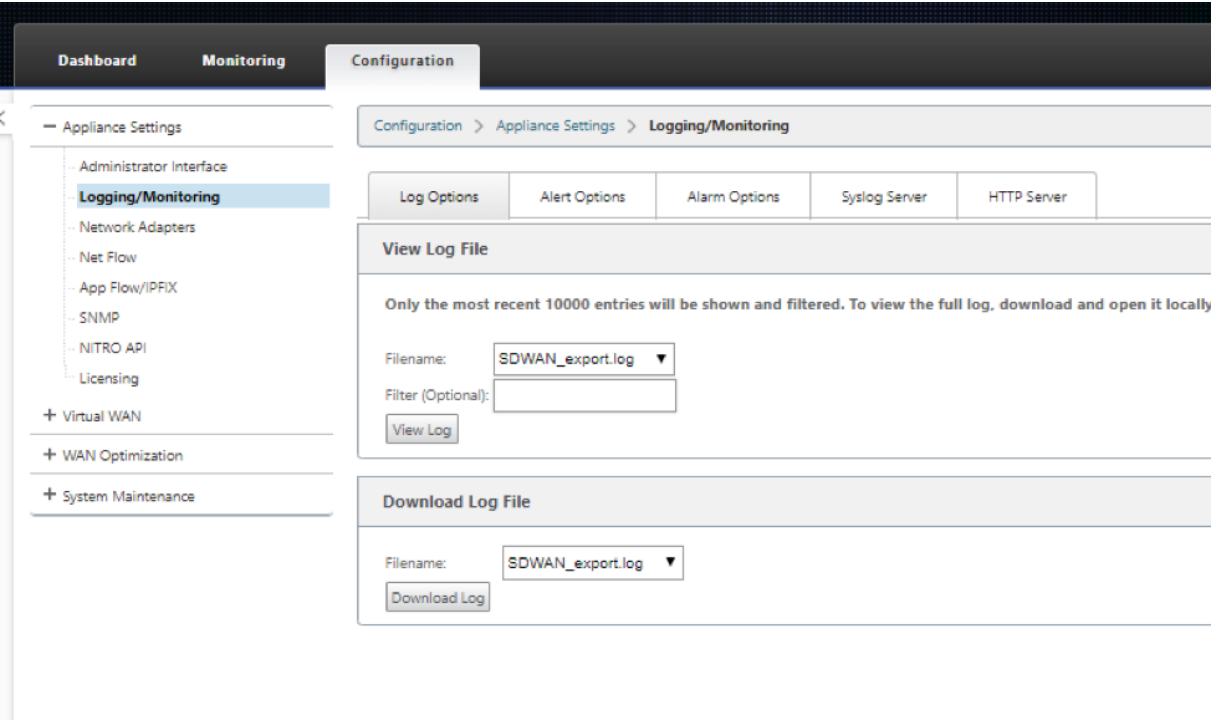 Dashboard Monitoring Configuration
— Appliance Settings
Administrator Interface
Logging/Monitoring
Network Adapters
Net Flow
App Flow/IPFIX
SNMP
NITRO API
Licensing
+ Virtual WAN
+ WAN Optimization
+ System Maintenance
Configuration > Appliance Settings > Logging/Monitoring
Log Options Alert Options Alarm Options Syslog Server HTTP Server
View Log File
Only the most recent 10000 entries will be shown and filtered. To view the full log, download and open it locally
Filename: SDWAN_export.log ▼
Filter (Optional):
View Log
Download Log File
Filename: SDWAN_export.log ▼
Download Log